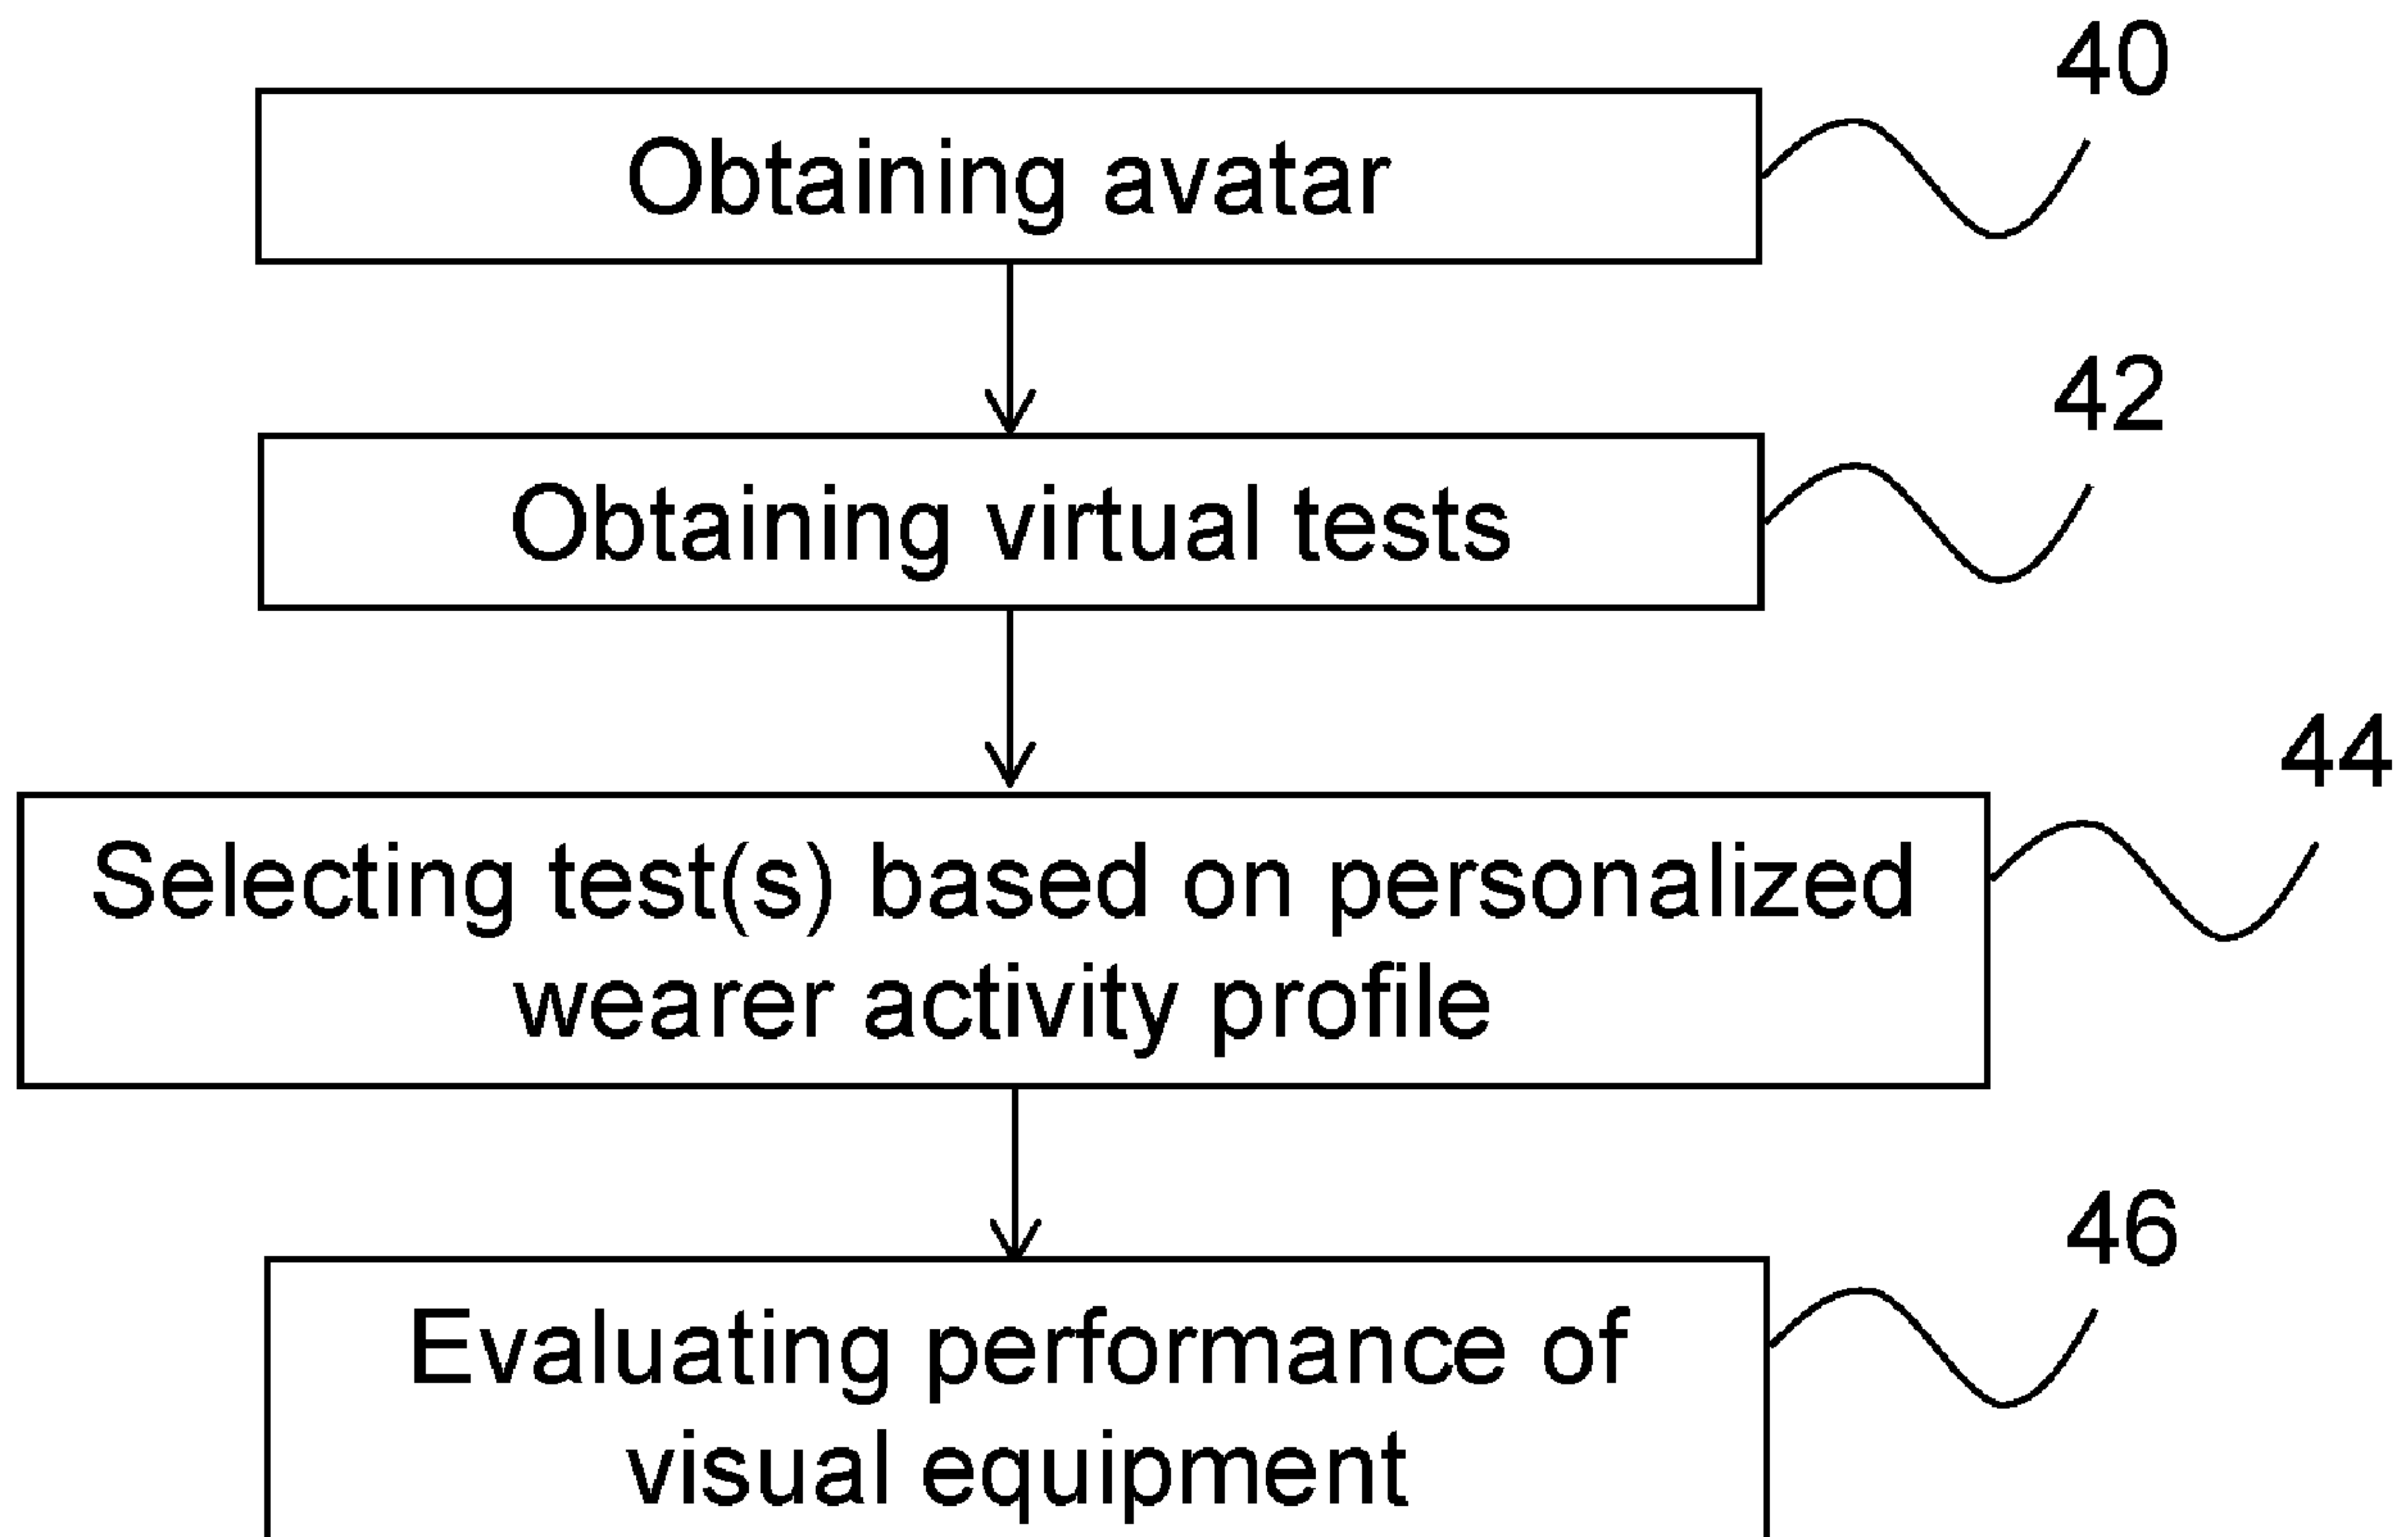 40
Obtaining avatar
42
Obtaining virtual tests
44
Selecting test(s) based on personalized
wearer activity profile
46
Evaluating performance of
visual equipment